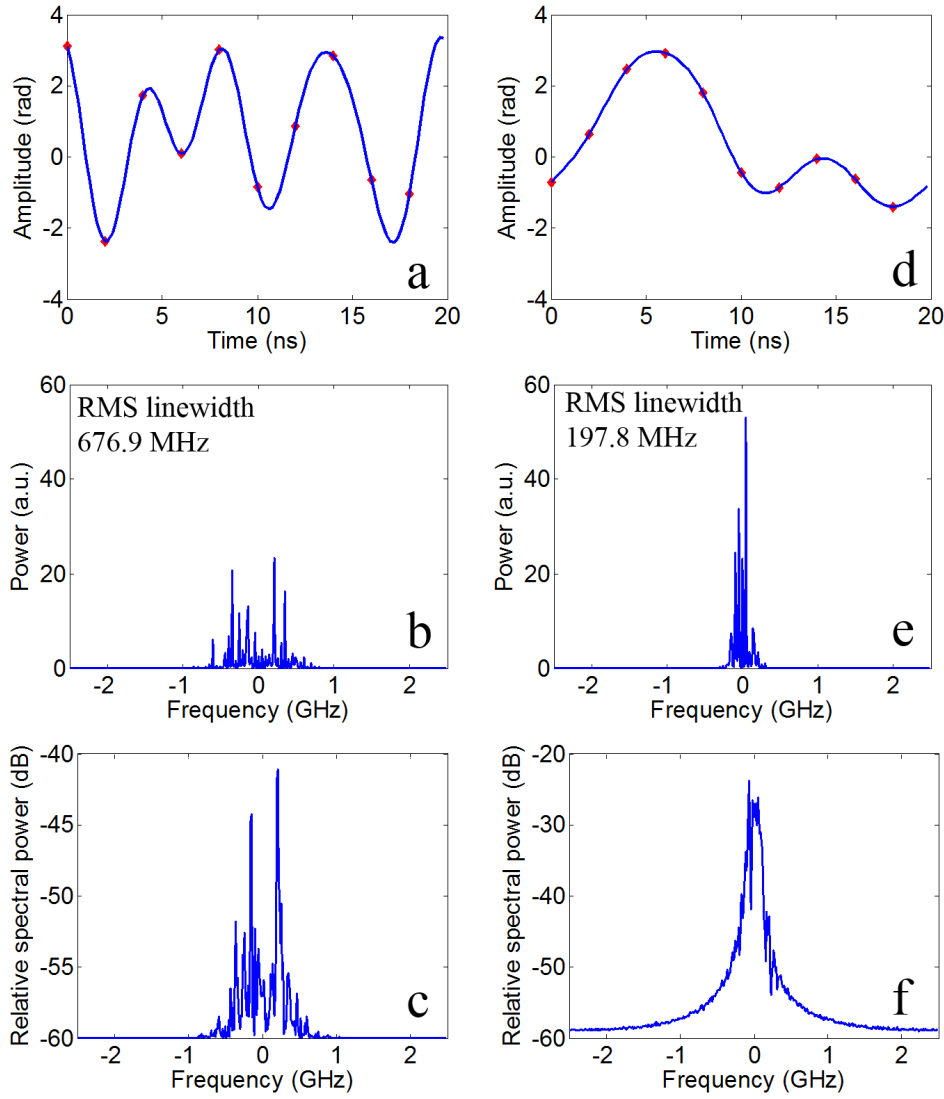 4
2
0
-2
-4
0
5
10
15
20
Amplitude (rad)
Time (ns)
a
4
2
0
-2
-4
0
5
10
15
20
Amplitude (rad)
Time (ns)
d
60
40
20
0
-2
-1
0
1
2
Power (a.u.)
Frequency (GHz)
RMS linewidth
676.9 MHz
b
60
40
20
0
-2
-1
0
1
2
Power (a.u.)
Frequency (GHz)
RMS linewidth
197.8 MHz
e
-40
-45
-50
-55
-60
-2
-1
0
1
2
Relative spectral power (dB)
Frequency (GHz)
c
-20
-30
-40
-50
-60
-2
-1
0
1
2
Relative spectral power (dB)
Frequency (GHz)
f